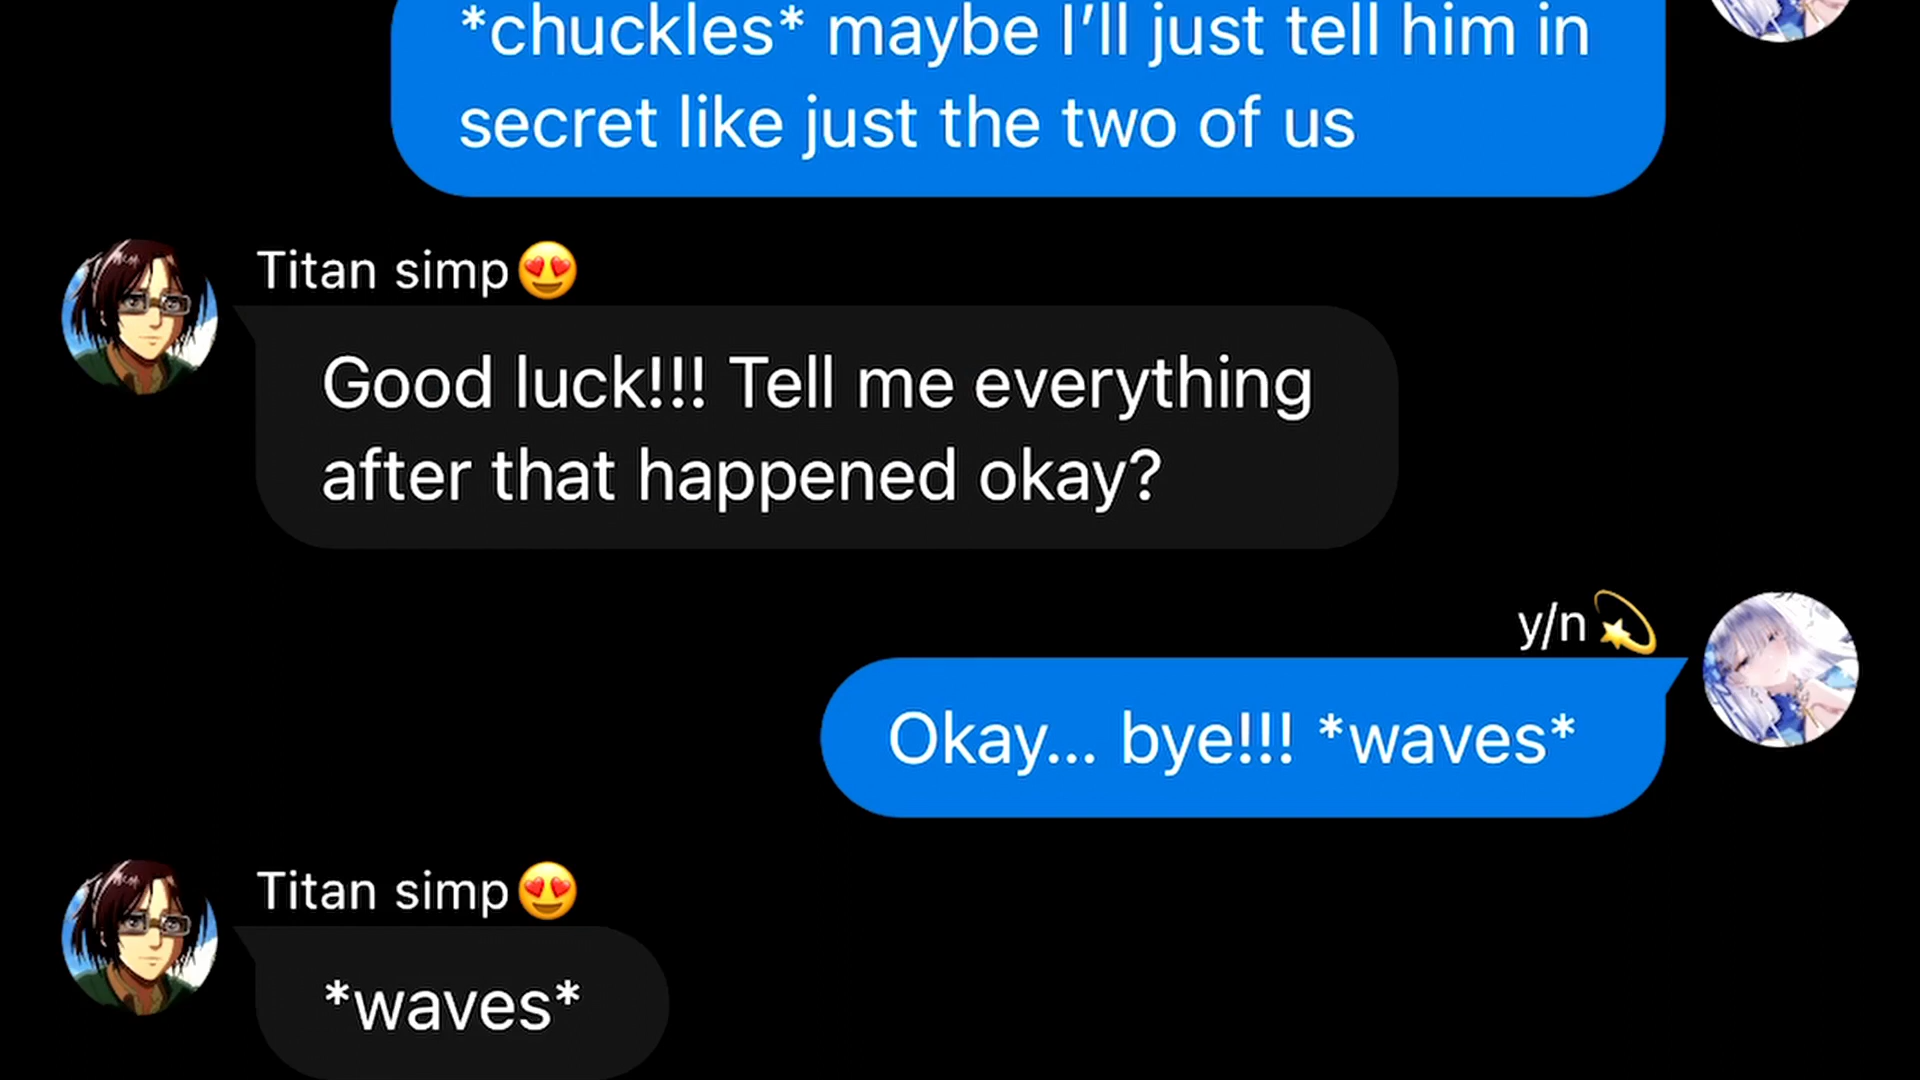 *chuckles* maybe I’ll just tell him in
secret like just the two of us
Titan simp😍
Good luck!!! Tell me everything
after that happened okay?
y/n💫
Okay... bye!!! *waves*
Titan simp😍
*waves*